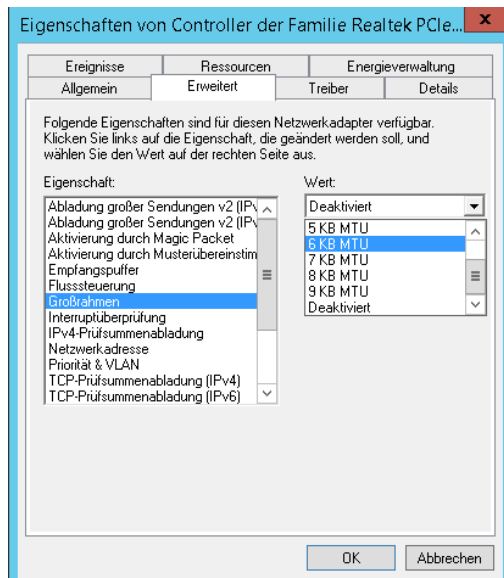 Eigenschaften von Controller der Familie Realtek PCIe...
x
Ereignisse Ressourcen Energieverwaltung
Allgemein Erweitert Treiber Details
Folgende Eigenschaften sind für diesen Netzwerkadapter verfügbar.
Klicken Sie links auf die Eigenschaft, die geändert werden soll, und
wählen Sie den Wert auf der rechten Seite aus.
Eigenschaft:
Abladung großer Sendungen v2 (IPv
Abladung großer Sendungen v2 (IPv
Aktivierung durch Magic Packet
Aktivierung durch Musterübereinstim
Empfangspuffer
Flusssteuerung
Großrahmen
Interruptüberprüfung
IPv4-Prüfsummenabladung
Netzwerkadresse
Priorität & VLAN
TCP-Prüfsummenabladung (IPv4)
TCP-Prüfsummenabladung (IPv6)
Wert:
Deaktiviert
5 KB MTU
6 KB MTU
7 KB MTU
8 KB MTU
9 KB MTU
Deaktiviert
OK Abbrechen